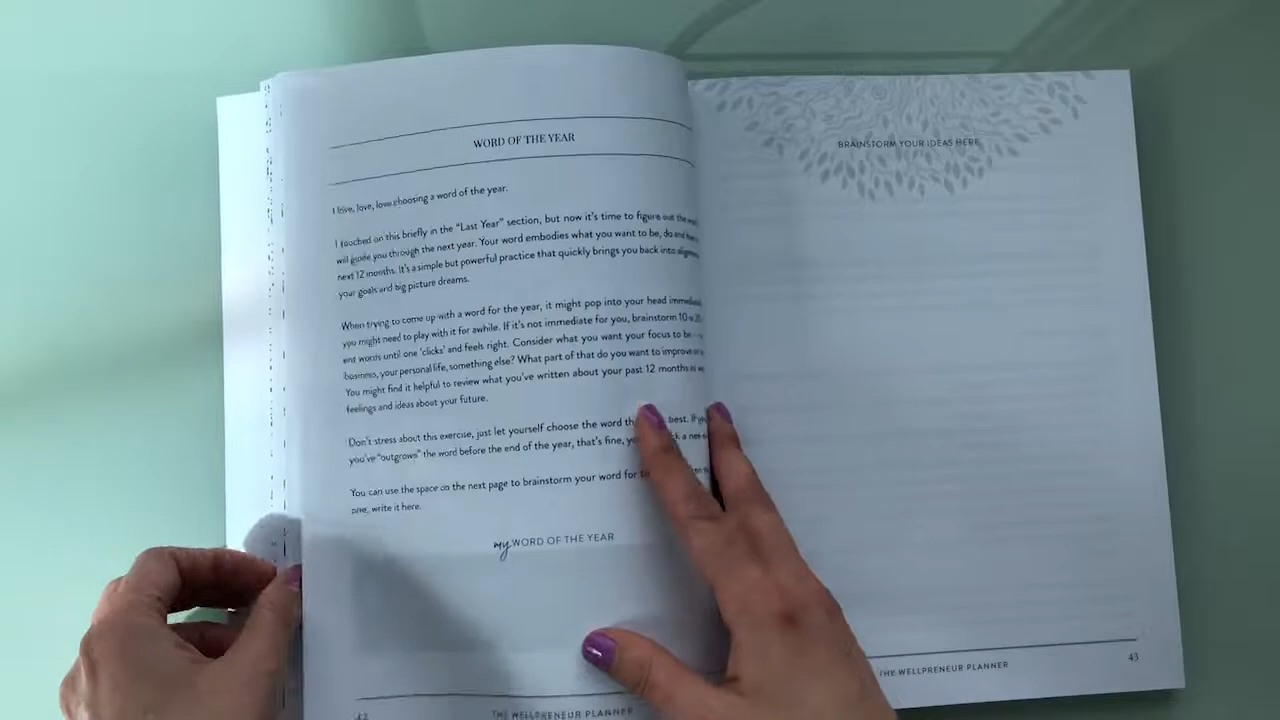 WORD OF THE YEAR
I love, love, love choosing a word of the year.
I touched on this briefly in the “Last Year” section, but now it’s time to figure out the
will guide you through the next year. Your word embodies what you want to be, do and
next 12 months. It’s a simple but powerful practice that quickly brings you back into
your goals and big picture dreams.
When trying to come up with a word for the year, it might pop into your head
you might need to play with it for awhile. If it’s not immediate for you, brainstorm 10
ent words until one ‘clicks’ and feels right. Consider what you want your focus to be
business, your personal life, something else? What part of that do you want to improve
You might find it helpful to review what you’ve written about your past 12 months
feelings and ideas about your future.
Don’t stress about this exercise, just let yourself choose the word best. If
you’ve “outgrows” the word before the end of the year, that’s fine, a
You can use the space on the next page to brainstorm your word for
one, write it here.
my WORD OF THE YEAR
THE WELLPRENEUR PLANNER
BRAINSTORM YOUR IDEAS HERE
THE WELLPRENEUR PLANNER
43